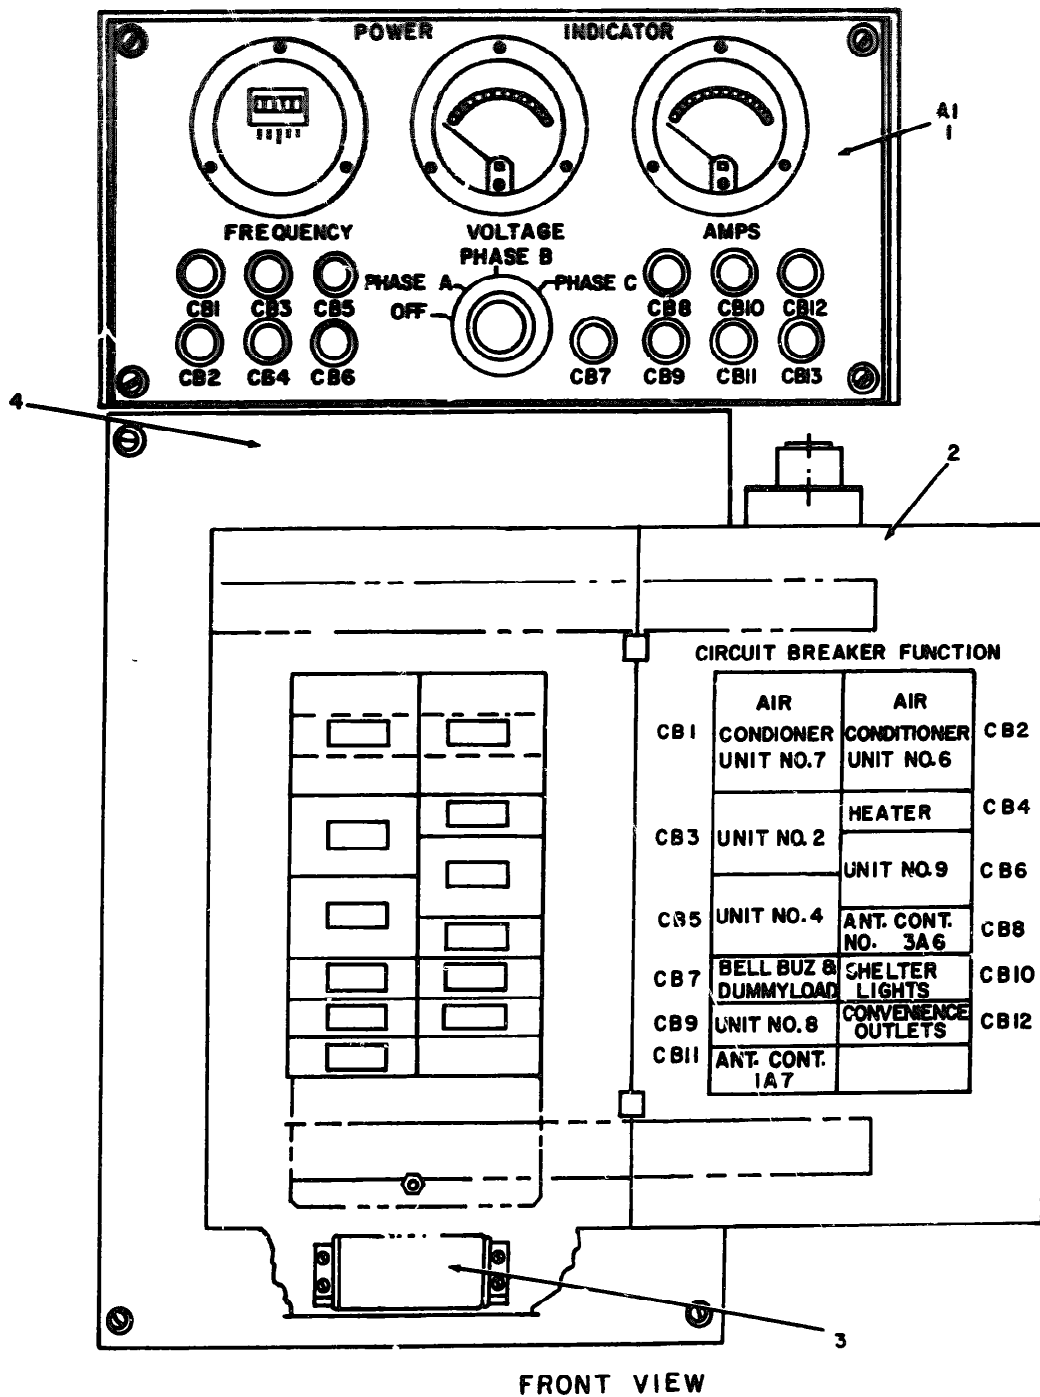 POWER INDICATOR
A1
1
FREQUENCY VOLTAGE AMPS
PHASE B
PHASE A PHASE C
OFF
CB1 CB3 CB5 CB8 CB10 CB12
CB2 CB4 CB6 CB7 CB9 CB11 CB13
4
2
CIRCUIT BREAKER FUNCTION
CB1 AIR CONDIONER UNIT NO.7
AIR CONDITIONER UNIT NO.6 CB2
HEATER CB4
CB3 UNIT NO. 2
UNIT NO.9 CB6
CB5 UNIT NO. 4
ANT. CONT. NO. 3A6 CB8
CB7 BELL BUZ & DUMMYLOAD
SHELTER LIGHTS CB10
CB9 UNIT NO. 8
CONVENIENCE OUTLETS CB12
CB11 ANT. CONT. 1A7
3
FRONT VIEW